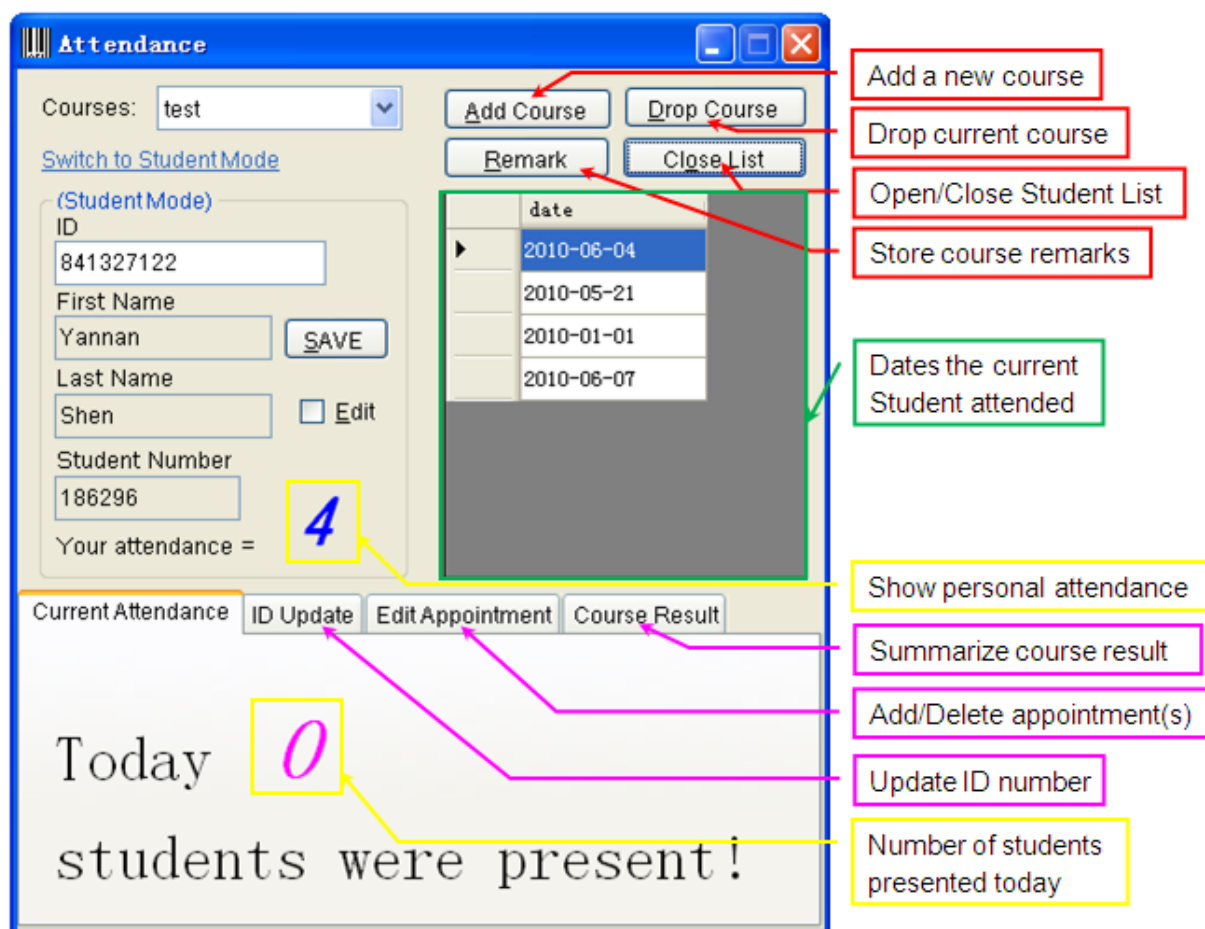 Attendance
Courses: test
Add Course
Drop Course
Switch to Student Mode
Remark
Close List
(Student Mode)
ID
841327122
First Name
Yannan
SAVE
Last Name
Shen
Edit
Student Number
186296
Your attendance = 4
date
2010-06-04
2010-05-21
2010-01-01
2010-06-07
Current Attendance
ID Update
Edit Appointment
Course Result
Today 0
students were present!
Add a new course
Drop current course
Open/Close Student List
Store course remarks
Dates the current
Student attended
Show personal attendance
Summarize course result
Add/Delete appointment(s)
Update ID number
Number of students
presented today